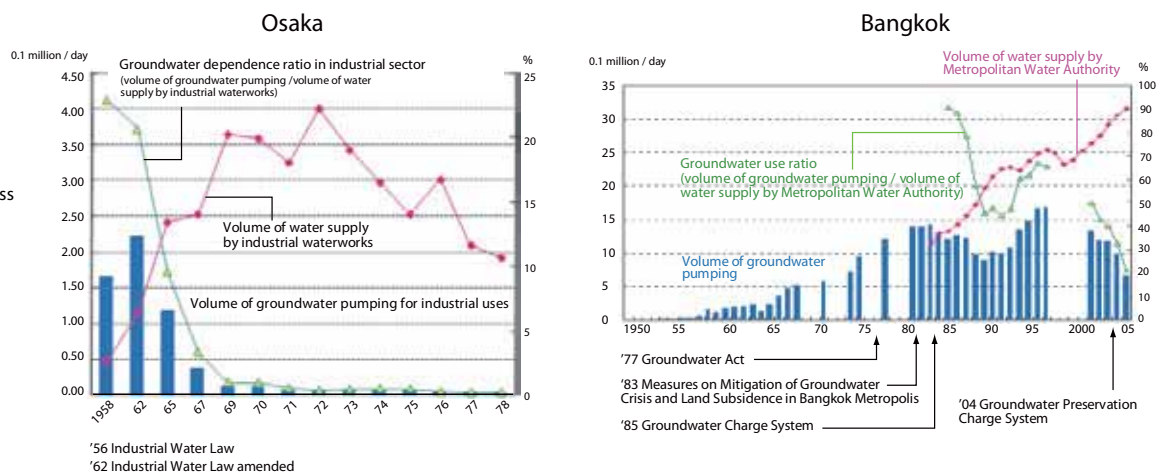 Osaka
0.1 million / day
%
Groundwater dependence ratio in industrial sector
(volume of groundwater pumping /volume of water
supply by industrial waterworks)
4.50
4.00
3.50
3.00
2.50
2.00
1.50
1.00
0.50
0.00
25
20
15
10
5
0
ss
Volume of water supply
by industrial waterworks
Volume of groundwater pumping for industrial uses
1958 62 65 67 69 70 71 72 73 74 75 76 77 78
'56 Industrial Water Law
'62 Industrial Water Law amended
Bangkok
0.1 million / day
%
Volume of water supply by
Metropolitan Water Authority
35
30
25
20
15
10
5
0
100
90
80
70
60
50
40
30
20
10
0
Groundwater use ratio
(volume of groundwater pumping / volume of
water supply by Metropolitan Water Authority)
Volume of groundwater
pumping
1950 55 60 65 70 75 80 85 90 95 2000 05
'77 Groundwater Act
'83 Measures on Mitigation of Groundwater
Crisis and Land Subsidence in Bangkok Metropolis
'85 Groundwater Charge System
'04 Groundwater Preservation
Charge System